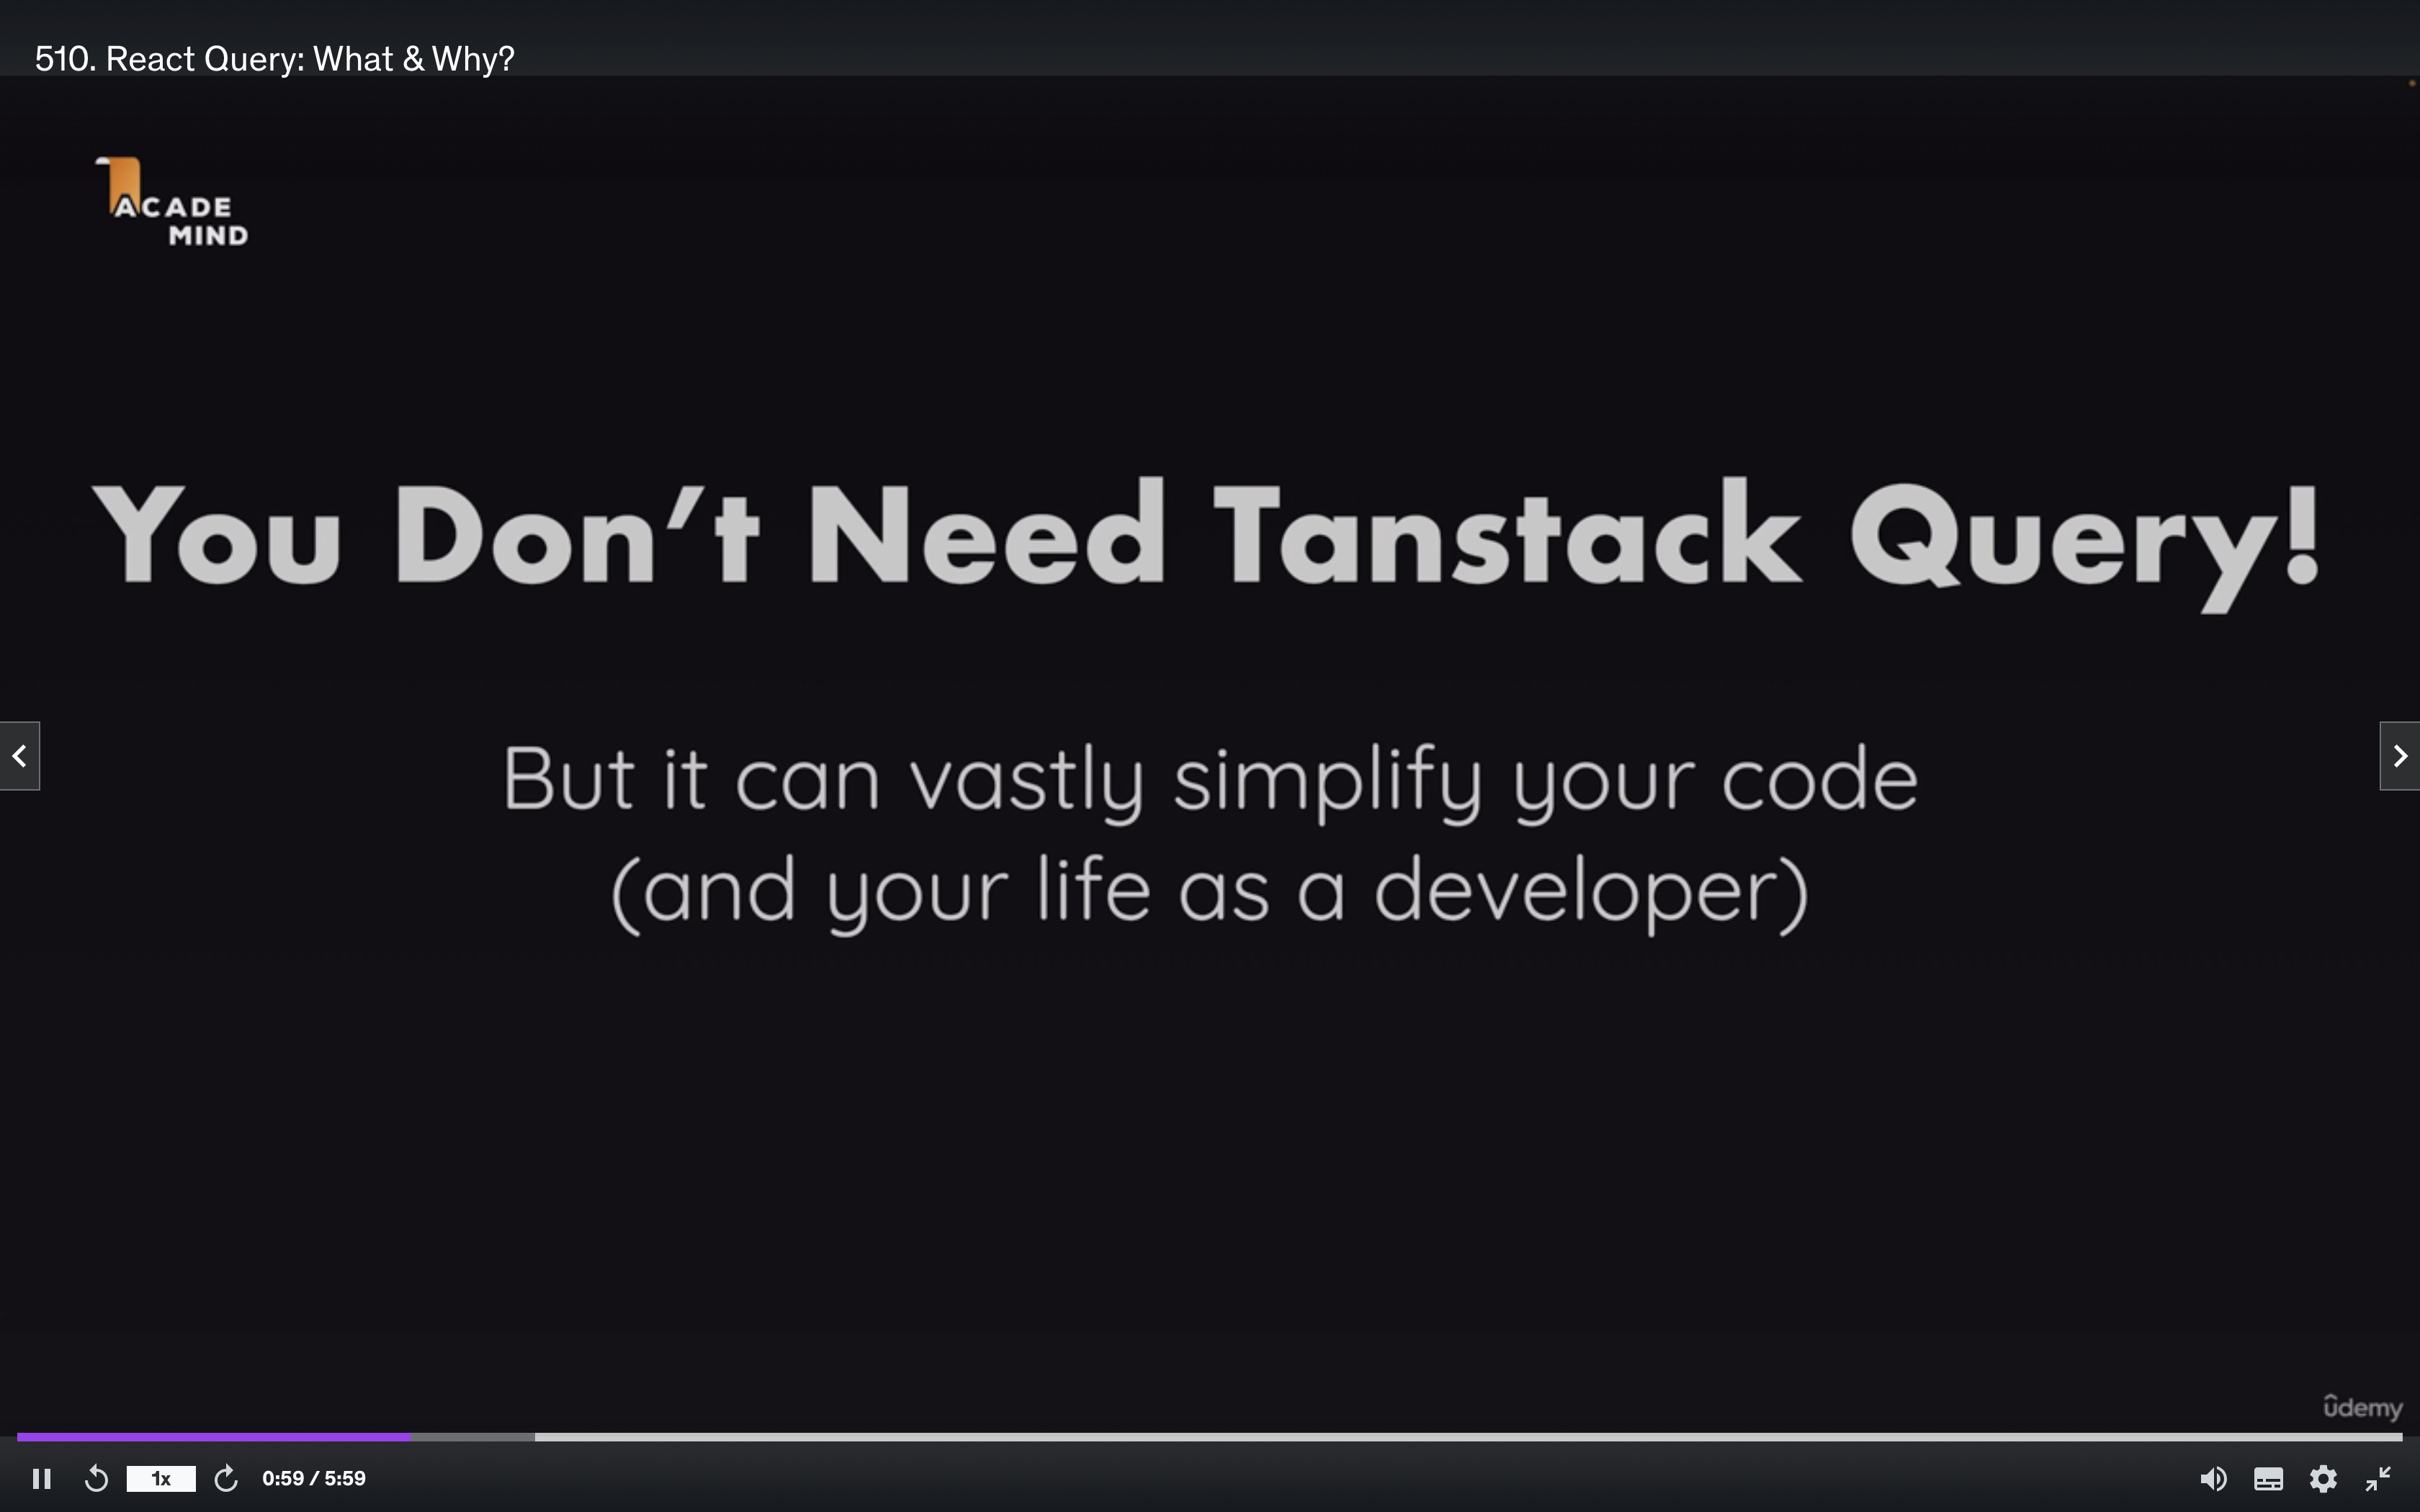 510. React Query: What & Why?
ACADE
MIND
You Don’t Need Tanstack Query!
But it can vastly simplify your code
(and your life as a developer)
ûdemy
1x
0:59 / 5:59